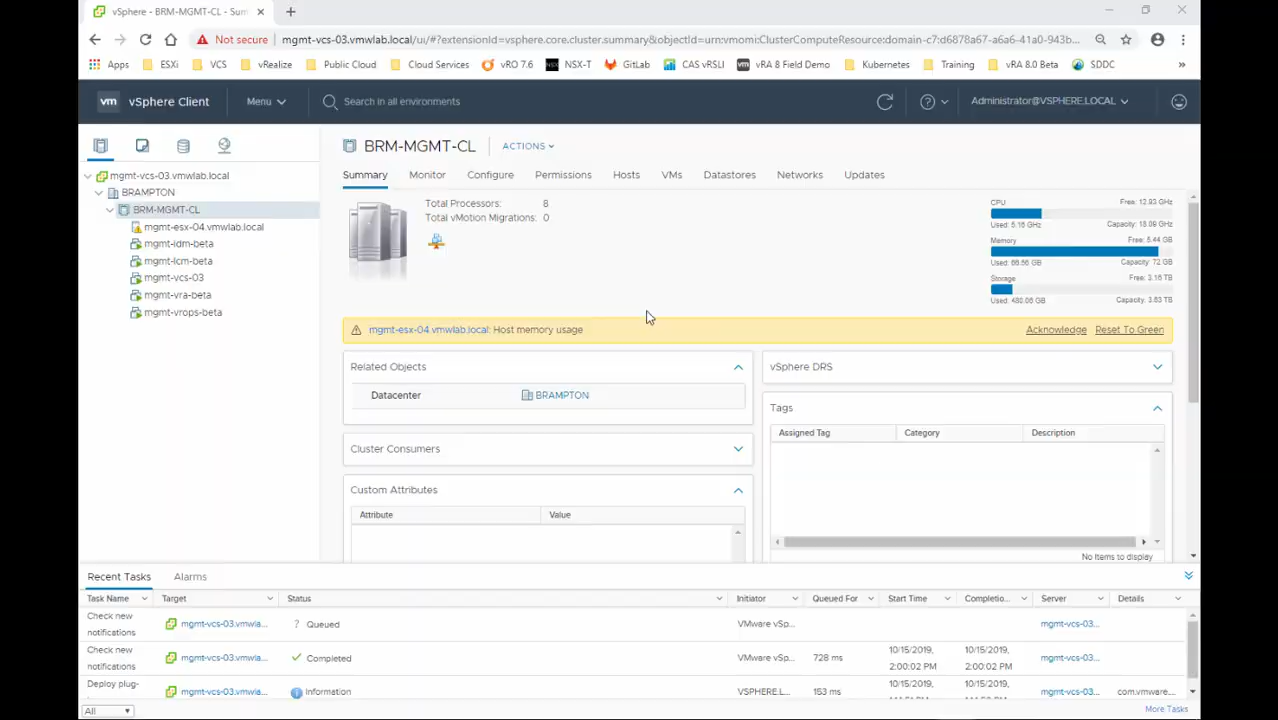 vSphere - BRM-MGMT-CL - Sum
Not secure mgmt-vcs-03.vmwlab.local/ui/#?extensionId=vsphere.core.cluster.summary&objectId=urn:vmomi:ClusterComputeResource:domain-c7:d6878a67-a6a6-41a0-943b...
Apps ESXi VCS vRealize Public Cloud Cloud Services vRO 7.6 NSX-T GitLab CAS vRSLI vRA 8 Field Demo Kubernetes Training vRA 8.0 Beta SDDC »
vm vSphere Client Menu Search in all environments Administrator@VSPHERE.LOCAL
BRM-MGMT-CL ACTIONS
Summary Monitor Configure Permissions Hosts VMs Datastores Networks Updates
mgmt-vcs-03.vmwlab.local
BRAMPTON
BRM-MGMT-CL
mgmt-esx-04.vmwlab.local
mgmt-idm-beta
mgmt-lcm-beta
mgmt-vcs-03
mgmt-vra-beta
mgmt-vrops-beta
Total Processors: 8
Total vMotion Migrations: 0
CPU Free: 12.93 GHz
Used: 5.16 GHz Capacity: 18.09 GHz
Memory Free: 5.44 GB
Used: 66.56 GB Capacity: 72 GB
Storage Free: 3.16 TB
Used: 480.06 GB Capacity: 3.63 TB
mgmt-esx-04.vmwlab.local: Host memory usage Acknowledge Reset To Green
Related Objects
Datacenter BRAMPTON
Cluster Consumers
Custom Attributes
Attribute Value
vSphere DRS
Tags
Assigned Tag Category Description
No items to display
Recent Tasks Alarms
Task Name Target Status Initiator Queued For Start Time Completio... Server Details
Check new notifications mgmt-vcs-03.vmwla... ? Queued VMware vSp... mgmt-vcs-03...
Check new notifications mgmt-vcs-03.vmwla... Completed VMware vSp... 728 ms 10/15/2019, 2:00:02 PM 10/15/2019, 2:00:02 PM mgmt-vcs-03...
Deploy plug- mgmt-vcs-03.vmwla... Information VSPHERE.L... 153 ms 10/15/2019, 10/15/2019, mgmt-vcs-03... com.vmware...
All More Tasks